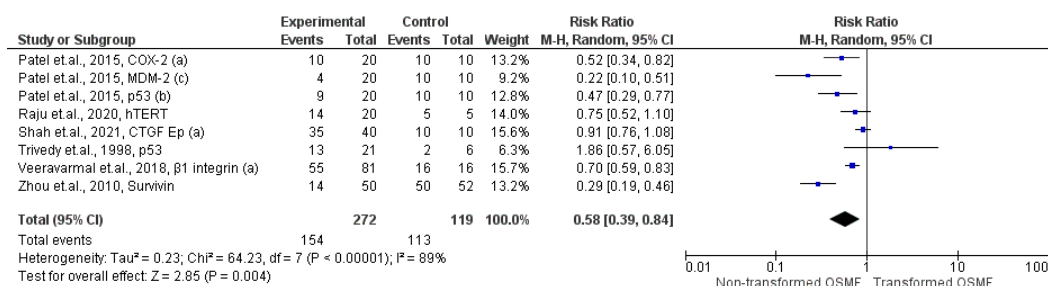 Experimental Control Risk Ratio Risk Ratio
Study or Subgroup Events Total Events Total Weight M-H, Random, 95% CI M-H, Random, 95% CI
Patel et.al., 2015, COX-2 (a) 10 20 10 10 13.2% 0.52 [0.34, 0.82]
Patel et.al., 2015, MDM-2 (c) 4 20 10 10 9.2% 0.22 [0.10, 0.51]
Patel et.al., 2015, p53 (b) 9 20 10 10 12.8% 0.47 [0.29, 0.77]
Raju et.al., 2020, hTERT 14 20 5 5 14.0% 0.75 [0.52, 1.10]
Shah et.al., 2021, CTGF Ep (a) 35 40 10 10 15.6% 0.91 [0.76, 1.08]
Trivedy et.al., 1998, p53 13 21 2 6 6.3% 1.86 [0.57, 6.05]
Veeravarmal et.al., 2018, β1 integrin (a) 55 81 16 16 15.7% 0.70 [0.59, 0.83]
Zhou et.al., 2010, Survivin 14 50 50 52 13.2% 0.29 [0.19, 0.46]
Total (95% CI) 272 119 100.0% 0.58 [0.39, 0.84]
Total events 154 113
Heterogeneity: Tau² = 0.23; Chi² = 64.23, df = 7 (P < 0.00001); I² = 89%
Test for overall effect: Z = 2.85 (P = 0.004)
0.01 0.1 1 10 100
Non-transformed OSMF Transformed OSMF